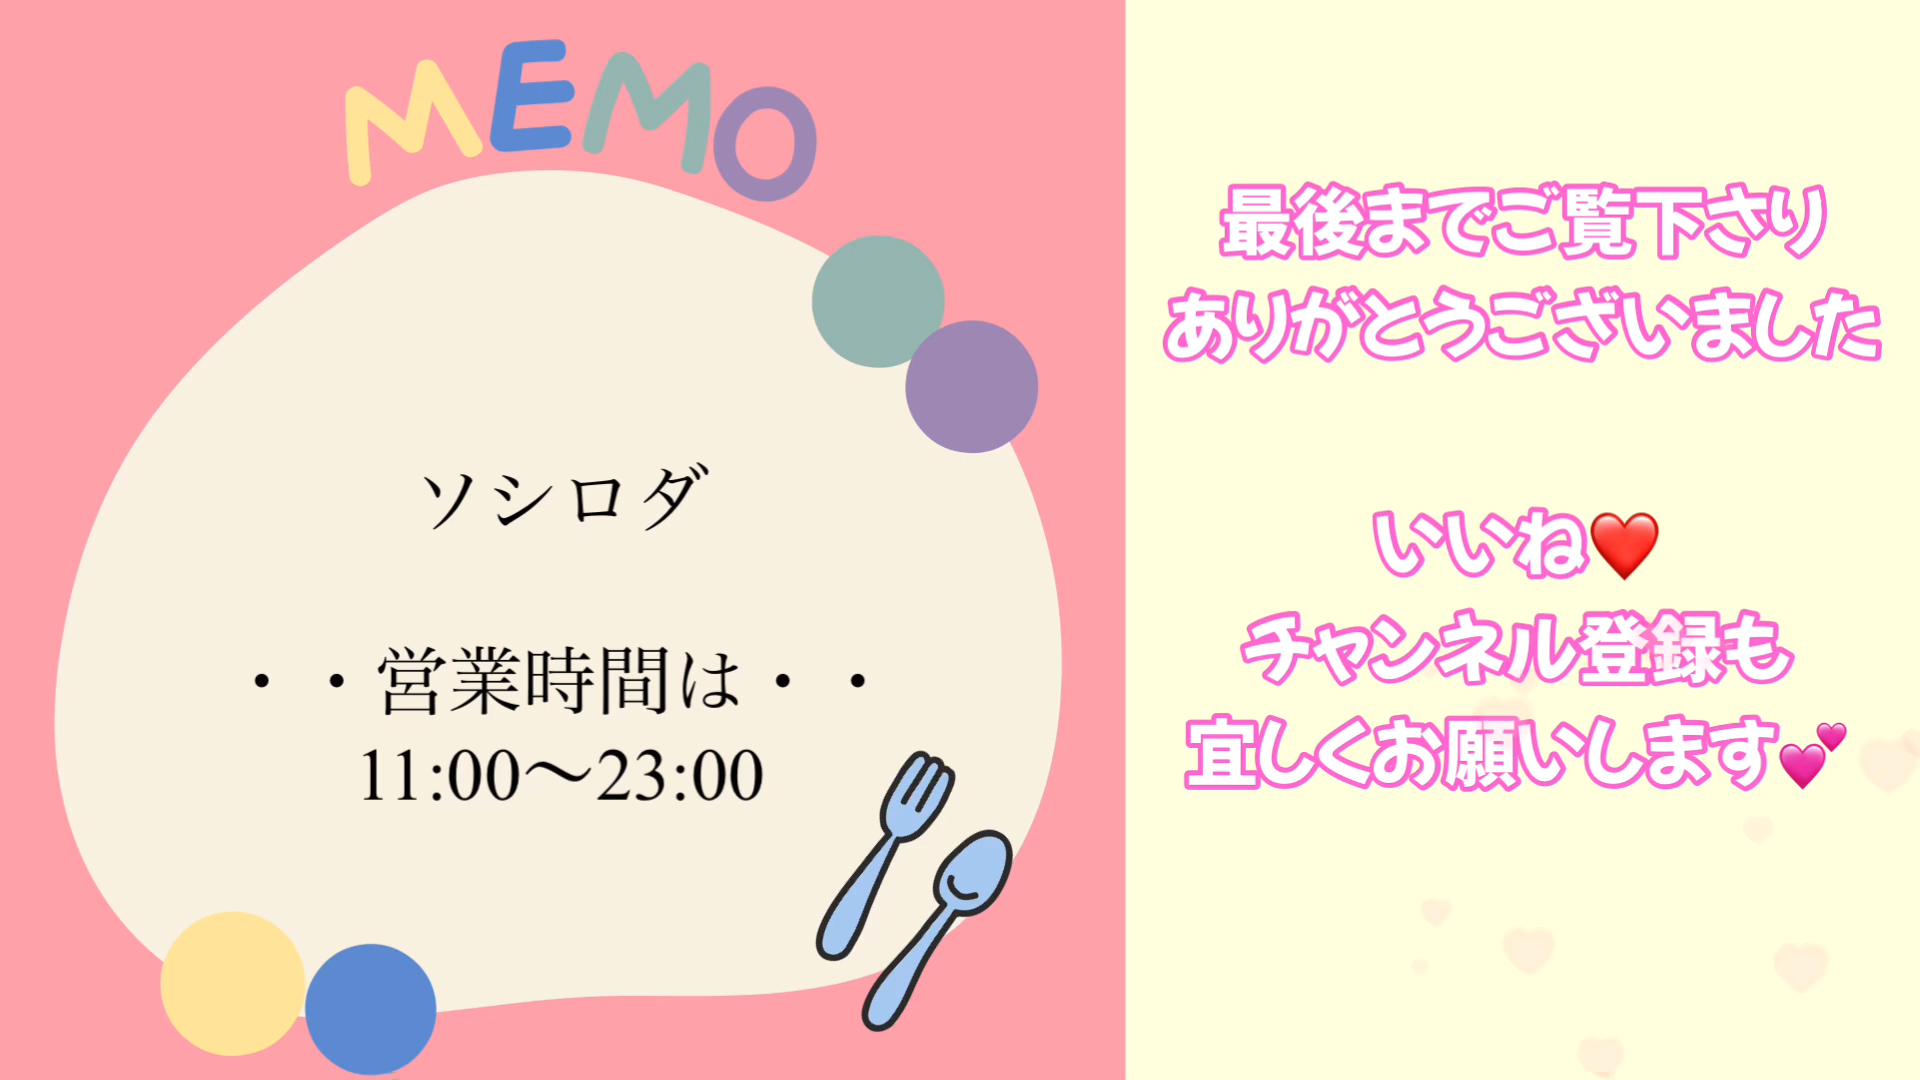 MEMO
ソシロダ
・・営業時間は・・
11:00〜23:00
最後までご覧下さり
ありがとうございました
いいね❤️
チャンネル登録も
宜しくお願いします💕